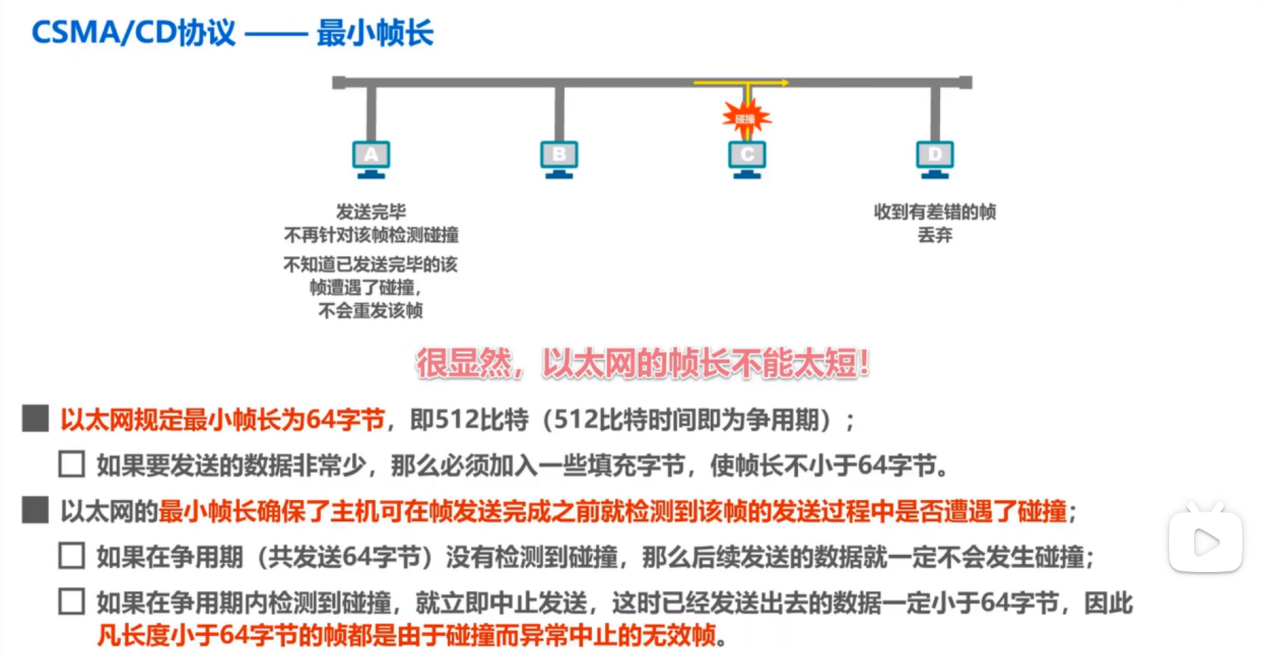 CSMA/CD协议 —— 最小帧长
碰撞
A
B
C
D
发送完毕
不再针对该帧检测碰撞
不知道已发送完毕的该
帧遭遇了碰撞，
不会重发该帧
收到有差错的帧
丢弃
很显然，以太网的帧长不能太短！
以太网规定最小帧长为64字节，即512比特（512比特时间即为争用期）；
如果要发送的数据非常少，那么必须加入一些填充字节，使帧长不小于64字节。
以太网的最小帧长确保了主机可在帧发送完成之前就检测到该帧的发送过程中是否遭遇了碰撞；
如果在争用期（共发送64字节）没有检测到碰撞，那么后续发送的数据就一定不会发生碰撞；
如果在争用期内检测到碰撞，就立即中止发送，这时已经发送出去的数据一定小于64字节，因此
凡长度小于64字节的帧都是由于碰撞而异常中止的无效帧。